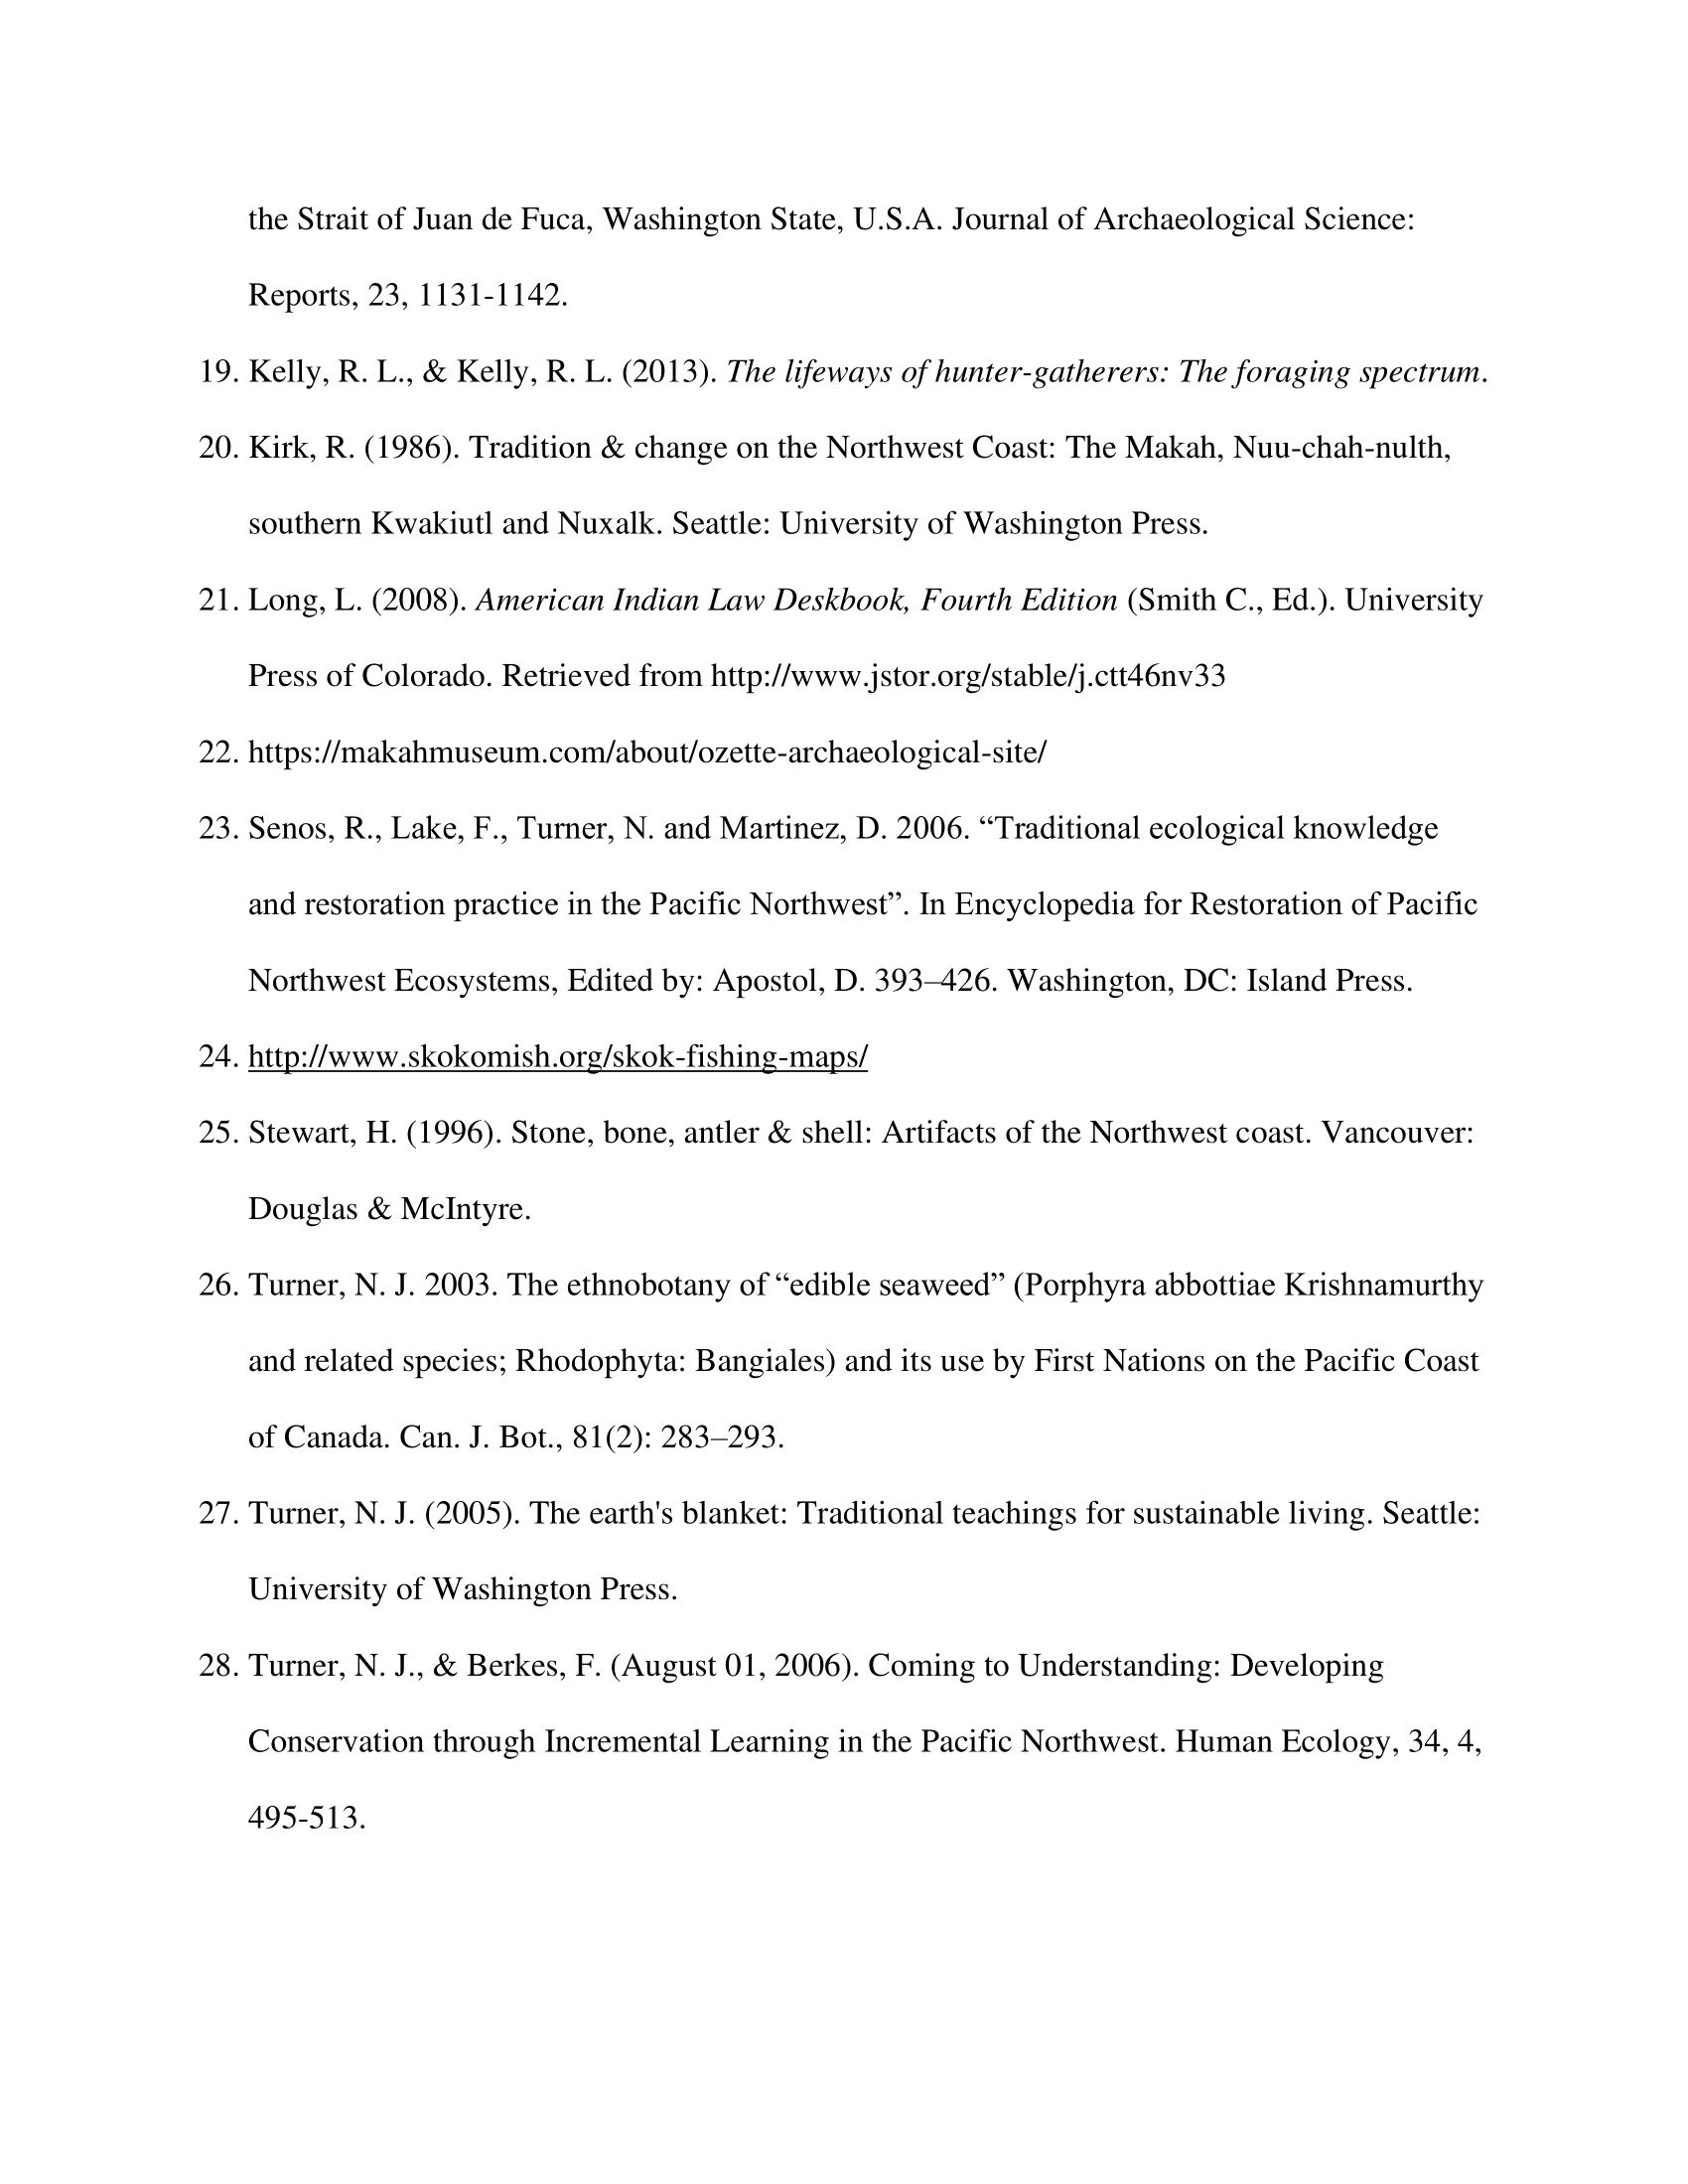 the Strait of Juan de Fuca, Washington State, U.S.A. Journal of Archaeological Science:
Reports, 23, 1131-1142.
19. Kelly, R. L., & Kelly, R. L. (2013). The lifeways of hunter-gatherers: The foraging spectrum.
20. Kirk, R. (1986). Tradition & change on the Northwest Coast: The Makah, Nuu-chah-nulth,
southern Kwakiutl and Nuxalk. Seattle: University of Washington Press.
21. Long, L. (2008). American Indian Law Deskbook, Fourth Edition (Smith C., Ed.). University
Press of Colorado. Retrieved from http://www.jstor.org/stable/j.ctt46nv33
22. https://makahmuseum.com/about/ozette-archaeological-site/
23. Senos, R., Lake, F., Turner, N. and Martinez, D. 2006. “Traditional ecological knowledge
and restoration practice in the Pacific Northwest”. In Encyclopedia for Restoration of Pacific
Northwest Ecosystems, Edited by: Apostol, D. 393–426. Washington, DC: Island Press.
24. http://www.skokomish.org/skok-fishing-maps/
25. Stewart, H. (1996). Stone, bone, antler & shell: Artifacts of the Northwest coast. Vancouver:
Douglas & McIntyre.
26. Turner, N. J. 2003. The ethnobotany of “edible seaweed” (Porphyra abbottiae Krishnamurthy
and related species; Rhodophyta: Bangiales) and its use by First Nations on the Pacific Coast
of Canada. Can. J. Bot., 81(2): 283–293.
27. Turner, N. J. (2005). The earth's blanket: Traditional teachings for sustainable living. Seattle:
University of Washington Press.
28. Turner, N. J., & Berkes, F. (August 01, 2006). Coming to Understanding: Developing
Conservation through Incremental Learning in the Pacific Northwest. Human Ecology, 34, 4,
495-513.